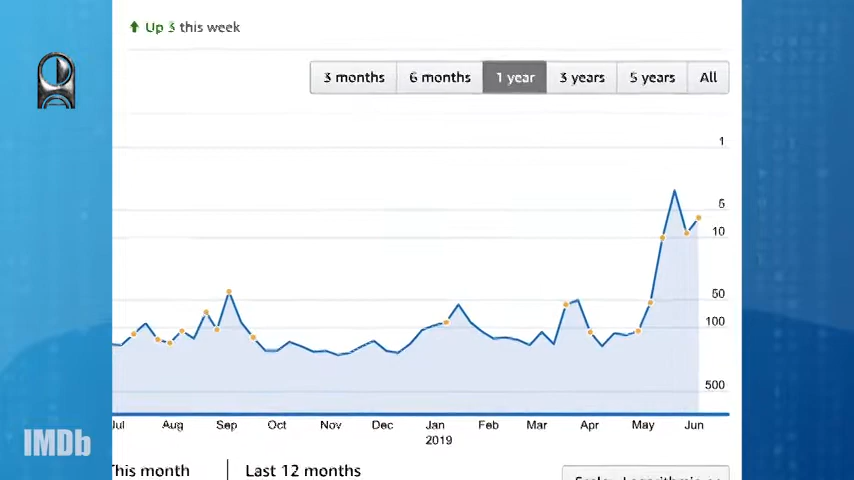 Up 3 this week
3 months 6 months 1 year 3 years 5 years All
1
5
10
50
100
500
Jul Aug Sep Oct Nov Dec Jan Feb Mar Apr May Jun
2019
IMDb
This month Last 12 months